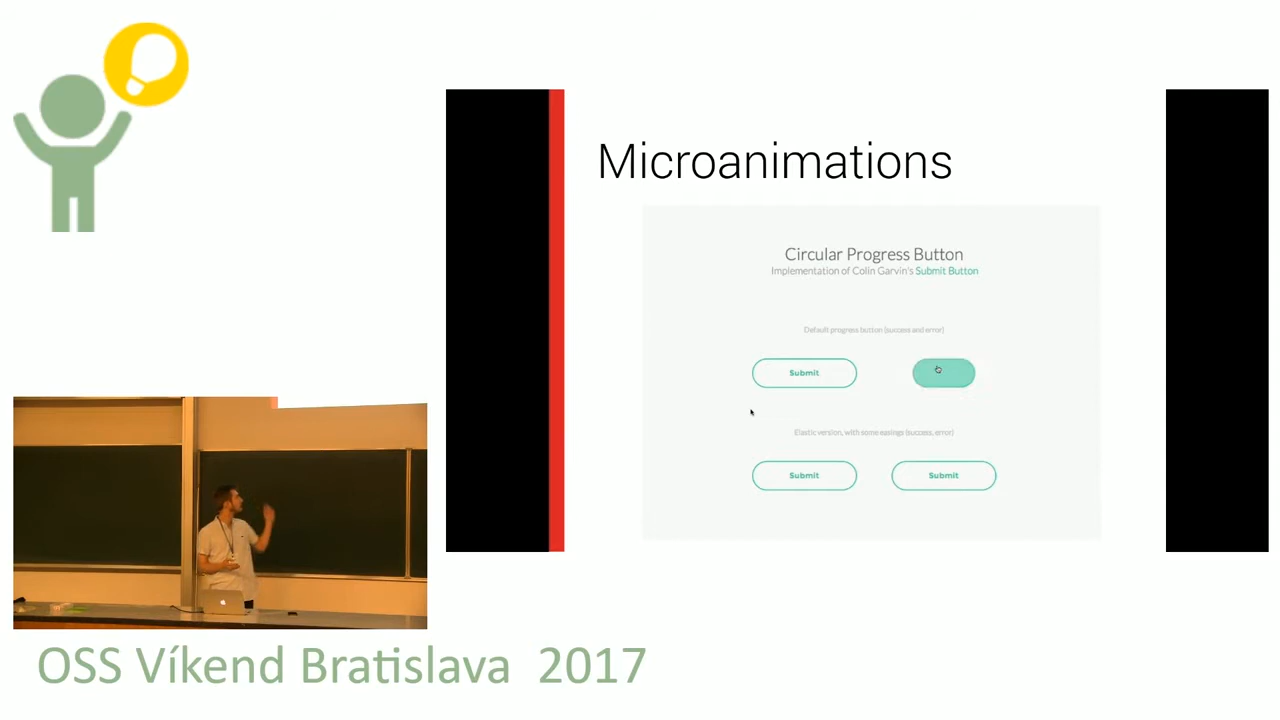 Microanimations
Circular Progress Button
Implementation of Colin Garvin's Submit Button
Default progress button (success and error)
Submit
Elastic version, with some easings (success, error)
Submit Submit
OSS Víkend Bratislava 2017